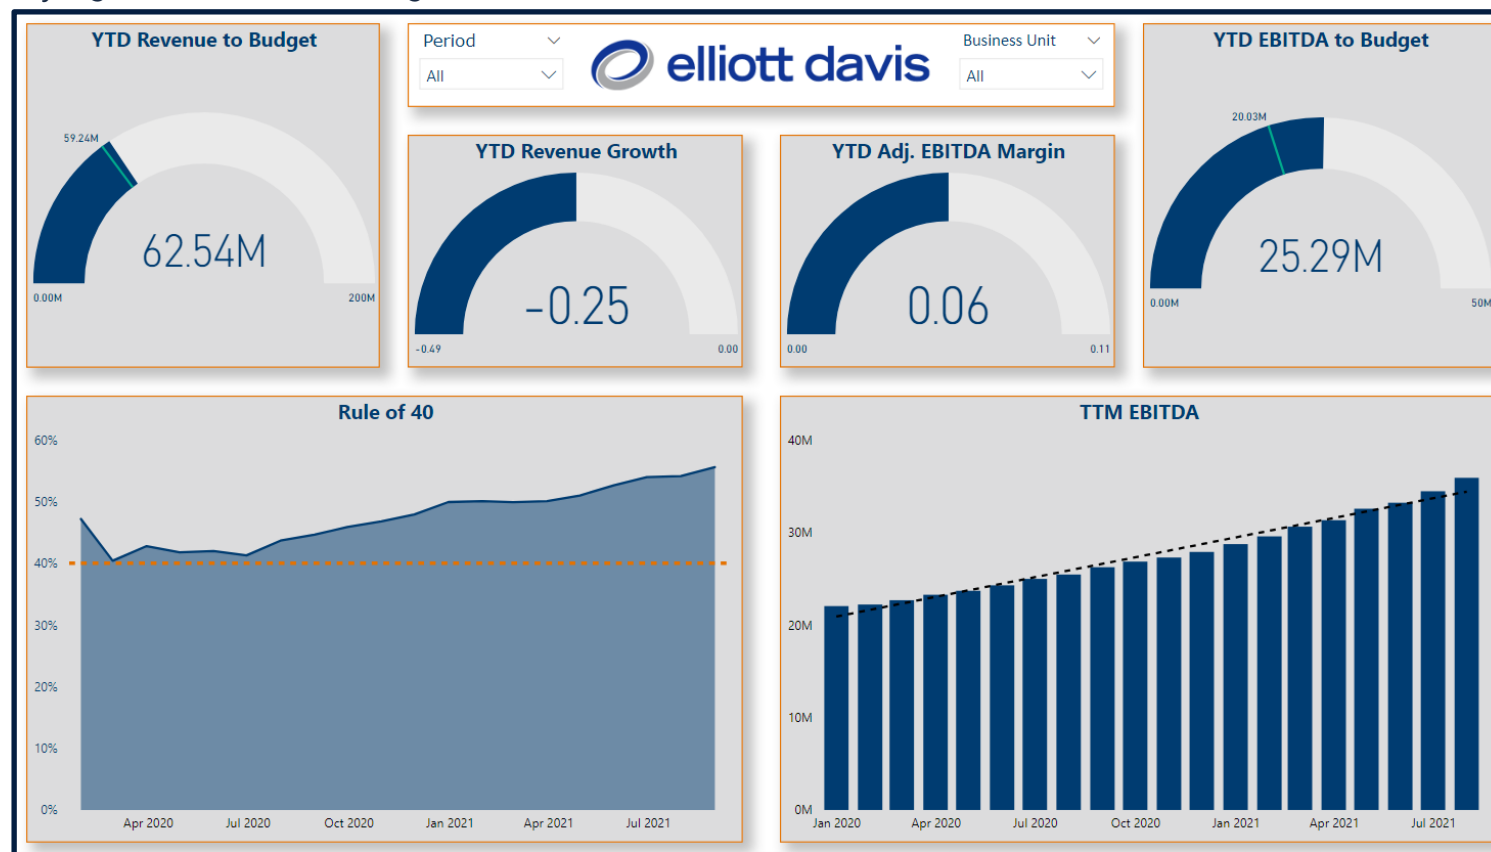 YTD Revenue to Budget
59.24M
62.54M
0.00M
200M
Period
All
elliott davis
Business Unit
All
YTD EBITDA to Budget
20.03M
25.29M
0.00M
50M
YTD Revenue Growth
-0.25
-0.49
0.00
YTD Adj. EBITDA Margin
0.06
0.00
0.11
Rule of 40
60%
50%
40%
30%
20%
10%
0%
Apr 2020
Jul 2020
Oct 2020
Jan 2021
Apr 2021
Jul 2021
TTM EBITDA
40M
30M
20M
10M
0M
Jan 2020
Apr 2020
Jul 2020
Oct 2020
Jan 2021
Apr 2021
Jul 2021